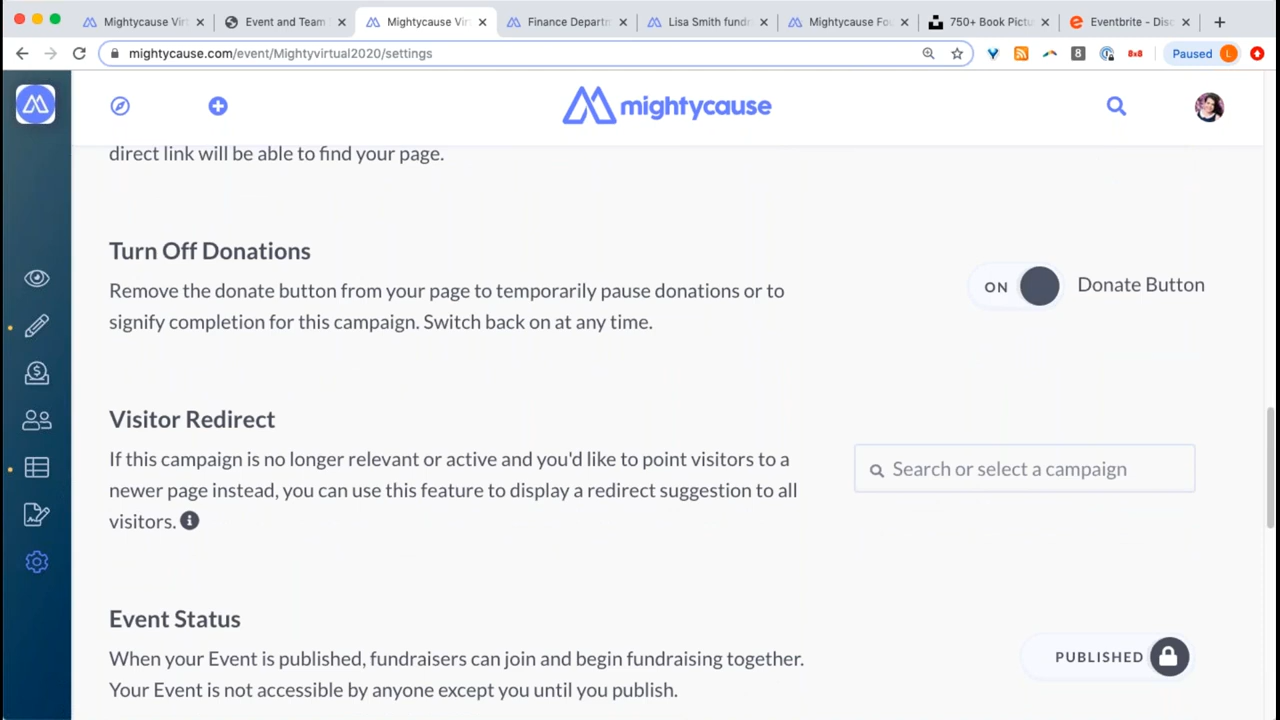 Mightycause Virt
Event and Team
Mightycause Virt
Finance Departm
Lisa Smith fundr
Mightycause Fou
750+ Book Pictu
Eventbrite - Disc
mightycause.com/event/Mightyvirtual2020/settings
8
8x8
Paused
L
mightycause
direct link will be able to find your page.
Turn Off Donations
Remove the donate button from your page to temporarily pause donations or to
signify completion for this campaign. Switch back on at any time.
ON
Donate Button
Visitor Redirect
If this campaign is no longer relevant or active and you'd like to point visitors to a
newer page instead, you can use this feature to display a redirect suggestion to all
visitors.
Search or select a campaign
Event Status
When your Event is published, fundraisers can join and begin fundraising together.
Your Event is not accessible by anyone except you until you publish.
PUBLISHED